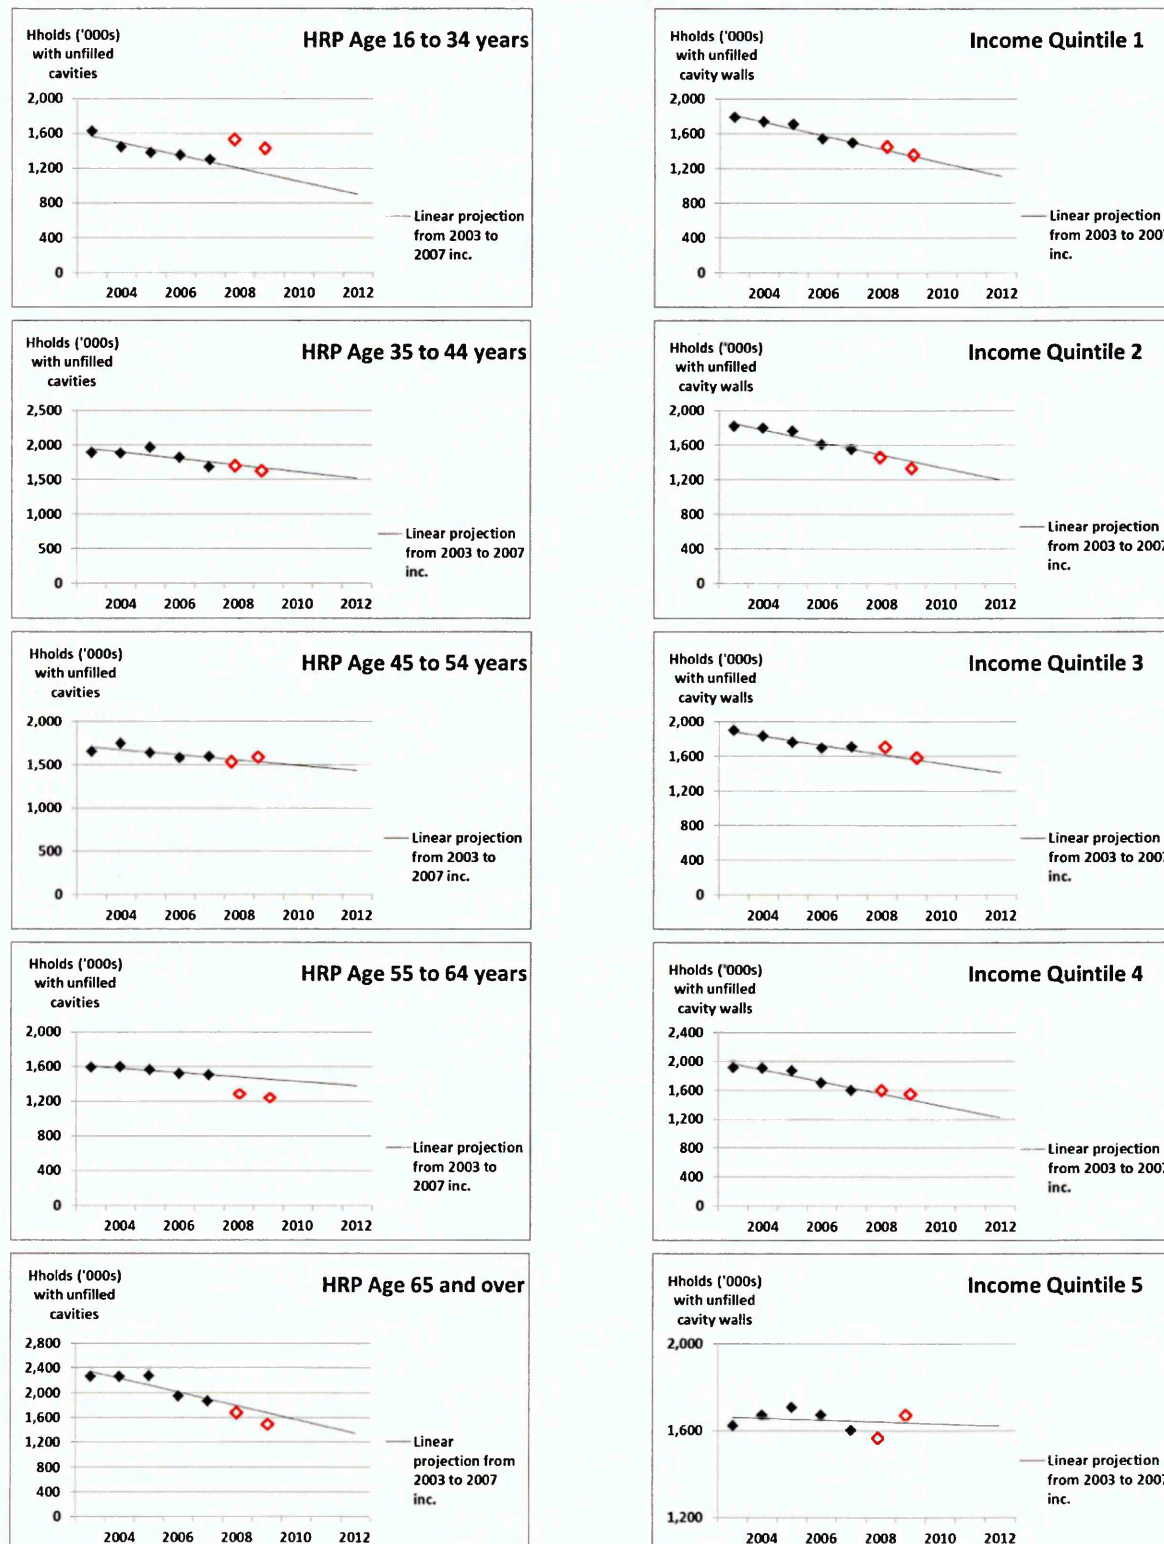 Hholds ('000s)
with unfilled
cavities
HRP Age 16 to 34 years
2,000
1,600
1,200
800
400
0
2004 2006 2008 2010 2012
Linear projection
from 2003 to
2007 inc.
Hholds ('000s)
with unfilled
cavity walls
Income Quintile 1
2,000
1,600
1,200
800
400
0
2004 2006 2008 2010 2012
Linear projection
from 2003 to 2007
inc.
Hholds ('000s)
with unfilled
cavities
HRP Age 35 to 44 years
2,500
2,000
1,500
1,000
500
0
2004 2006 2008 2010 2012
Linear projection
from 2003 to 2007
inc.
Hholds ('000s)
with unfilled
cavity walls
Income Quintile 2
2,000
1,600
1,200
800
400
0
2004 2006 2008 2010 2012
Linear projection
from 2003 to 2007
inc.
Hholds ('000s)
with unfilled
cavities
HRP Age 45 to 54 years
2,000
1,500
1,000
500
0
2004 2006 2008 2010 2012
Linear projection
from 2003 to
2007 inc.
Hholds ('000s)
with unfilled
cavity walls
Income Quintile 3
2,000
1,600
1,200
800
400
0
2004 2006 2008 2010 2012
Linear projection
from 2003 to 2007
inc.
Hholds ('000s)
with unfilled
cavities
HRP Age 55 to 64 years
2,000
1,600
1,200
800
400
0
2004 2006 2008 2010 2012
Linear projection
from 2003 to
2007 inc.
Hholds ('000s)
with unfilled
cavity walls
Income Quintile 4
2,400
2,000
1,600
1,200
800
400
0
2004 2006 2008 2010 2012
Linear projection
from 2003 to 2007
inc.
Hholds ('000s)
with unfilled
cavities
HRP Age 65 and over
2,800
2,400
2,000
1,600
1,200
800
400
0
2004 2006 2008 2010 2012
Linear
projection from
2003 to 2007
inc.
Hholds ('000s)
with unfilled
cavity walls
Income Quintile 5
2,000
1,600
1,200
2004 2006 2008 2010 2012
Linear projection
from 2003 to 2007
inc.